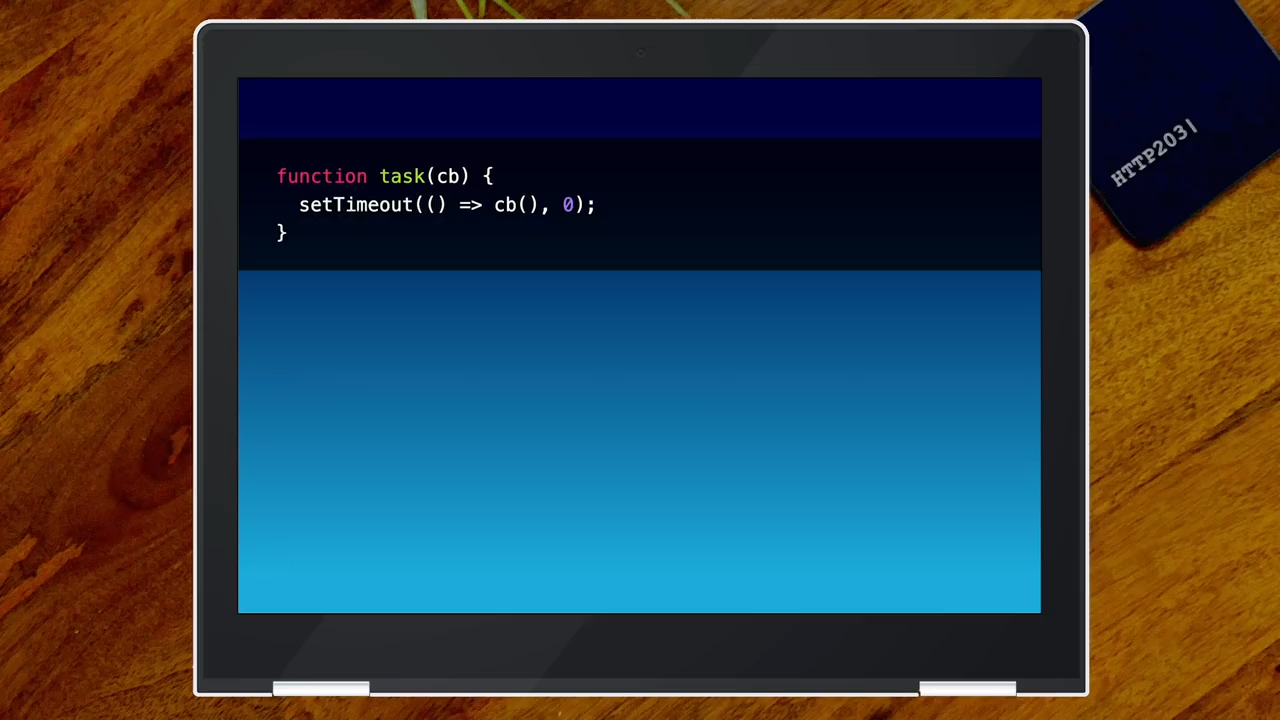 function task(cb) {
  setTimeout(() => cb(), 0);
}
HTTP203|